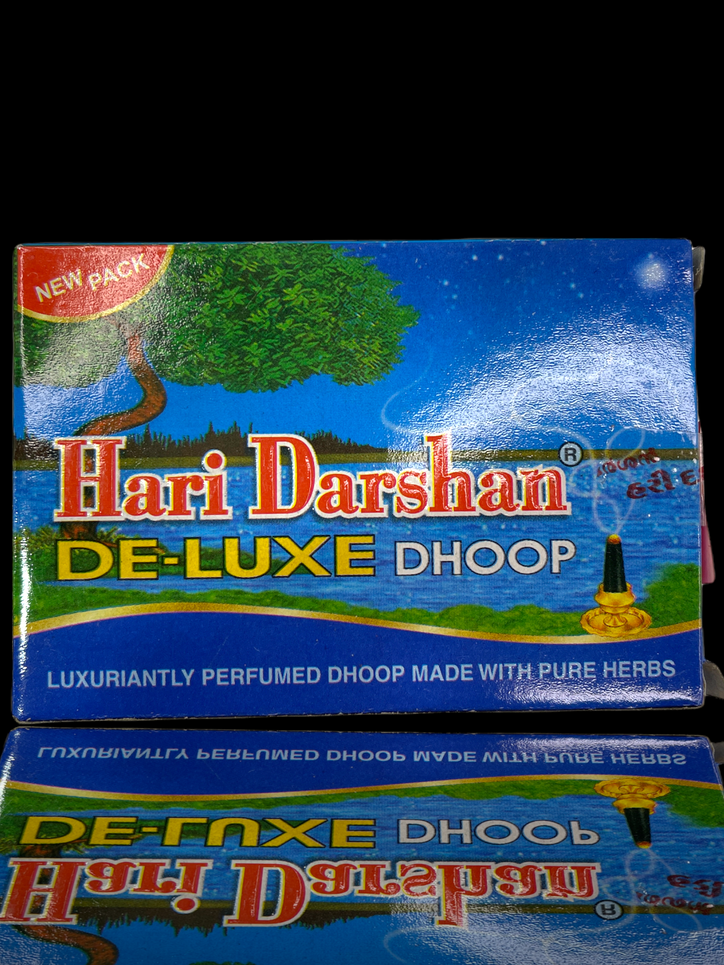 NEW PACK
Hari Darshan®
DE-LUXE DHOOP
LUXURIANTLY PERFUMED DHOOP MADE WITH PURE HERBS